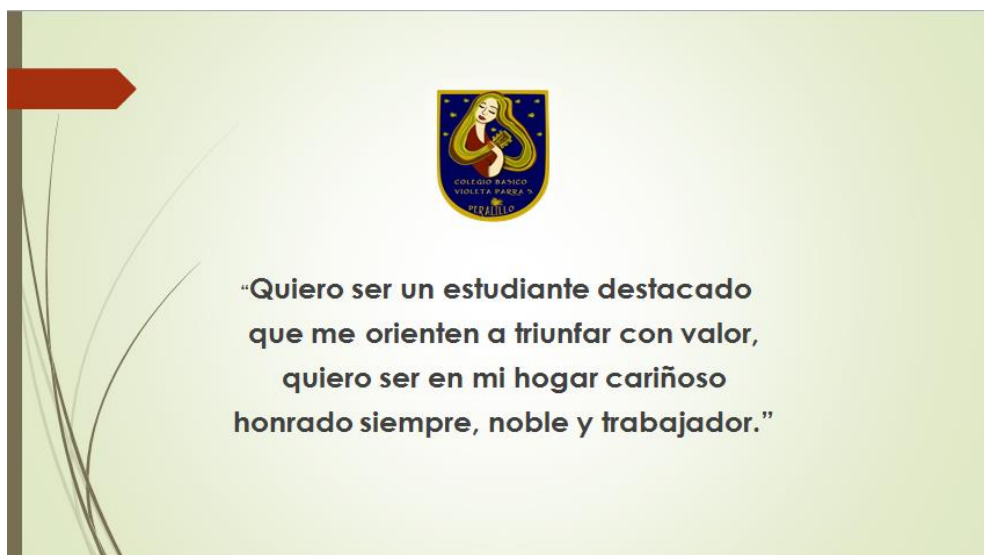 COLEGIO BASICO
VIOLETA PARRA S.
PERALILLO
“Quiero ser un estudiante destacado
que me orienten a triunfar con valor,
quiero ser en mi hogar cariñoso
honrado siempre, noble y trabajador.”